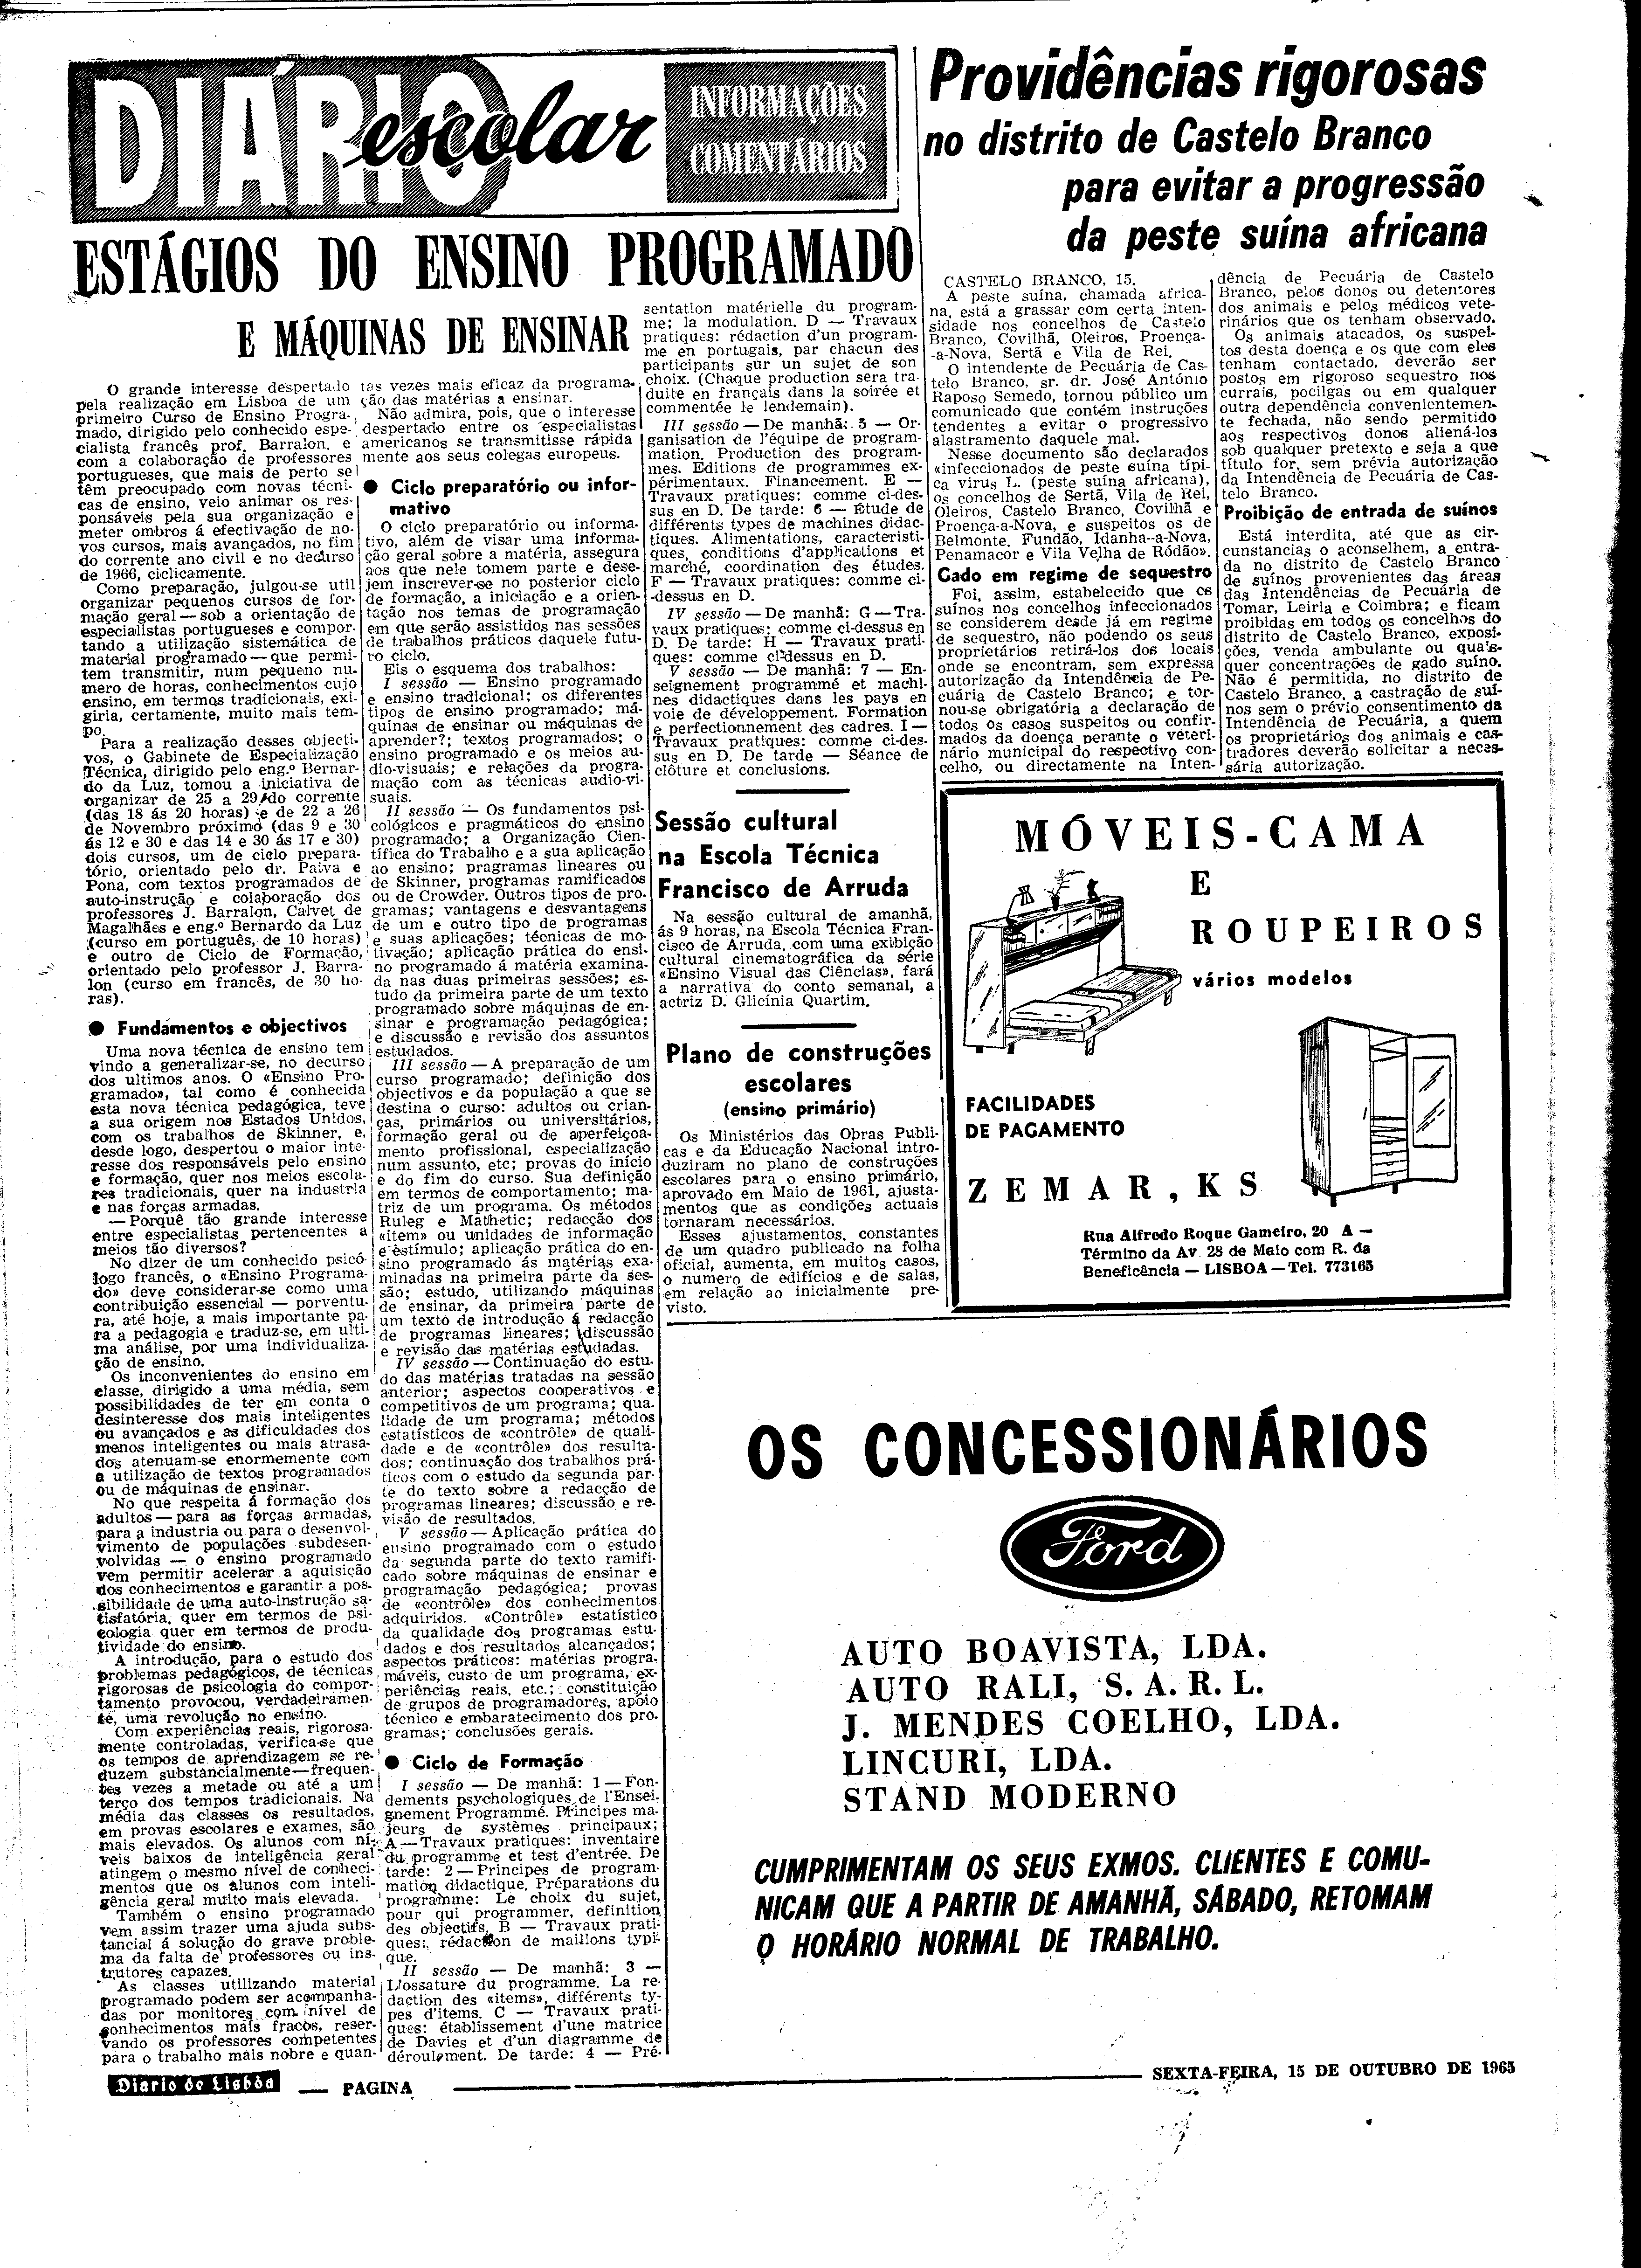 DIÁRIO escolar
INFORMAÇÕES
COMENTÁRIOS
ESTÁGIOS DO ENSINO PROGRAMADO
E MÁQUINAS DE ENSINAR
O grande interesse despertado
pela realização em Lisboa de um
primeiro Curso de Ensino Progra-
mado, dirigido pelo conhecido espe-
cialista francês prof. Barralon, e
com a colaboração de professores
portugueses, que mais de perto se
têm preocupado com novas técni-
cas de ensino, veio animar os res-
ponsáveis pela sua organização e
meter ombros á efectivação de no-
vos cursos, mais avançados, no fim
do corrente ano civil e no decurso
de 1966, ciclicamente.
Como preparação, julgou-se util
organizar pequenos cursos de for-
mação geral — sob a orientação de
especialistas portugueses e compor-
tando a utilização sistemática de
material programado — que permi-
tem transmitir, num pequeno nu-
mero de horas, conhecimentos cujo
ensino, em termos tradicionais, exi-
giria, certamente, muito mais tem-
po.
Para a realização desses objecti-
vos, o Gabinete de Especialização
Técnica, dirigido pelo eng.º Bernar-
do da Luz, tomou a iniciativa de
organizar de 25 a 29 do corrente
(das 18 ás 20 horas) e de 22 a 26
de Novembro próximo (das 9 e 30
ás 12 e 30 e das 14 e 30 ás 17 e 30)
dois cursos, um de ciclo prepara-
tório, orientado pelo dr. Paiva e
Pona, com textos programados de
auto-instrução e colaboração dos
professores J. Barralon, Calvet de
Magalhães e eng.º Bernardo da Luz
(curso em português, de 10 horas)
e outro de Ciclo de Formação,
orientado pelo professor J. Barra-
lon (curso em francês, de 30 ho-
ras).
● Fundamentos e objectivos
Uma nova técnica de ensino tem
vindo a generalizar-se, no decurso
dos ultimos anos. O «Ensino Pro-
gramado», tal como é conhecida
esta nova técnica pedagógica, teve
a sua origem nos Estados Unidos,
com os trabalhos de Skinner, e,
desde logo, despertou o maior inte-
resse dos responsáveis pelo ensino
e formação, quer nos meios escola-
res tradicionais, quer na industria
e nas forças armadas.
— Porquê tão grande interesse
entre especialistas pertencentes a
meios tão diversos?
No dizer de um conhecido psicó-
logo francês, o «Ensino Programa-
do» deve considerar-se como uma
contribuição essencial — porventu-
ra, até hoje, a mais importante pa-
ra a pedagogia e traduz-se, em ulti-
ma análise, por uma individualiza-
ção de ensino.
Os inconvenientes do ensino em
classe, dirigido a uma média, sem
possibilidades de ter em conta o
desinteresse dos mais inteligentes
ou avançados e as dificuldades dos
menos inteligentes ou mais atrasa-
dos atenuam-se enormemente com
a utilização de textos programados
ou de máquinas de ensinar.
No que respeita á formação dos
adultos — para as forças armadas,
para a industria ou para o desenvol-
vimento de populações subdesen-
volvidas — o ensino programado
vem permitir acelerar a aquisição
dos conhecimentos e garantir a pos-
sibilidade de uma auto-instrução sa-
tisfatória, quer em termos de psi-
cologia quer em termos de produ-
tividade do ensino.
A introdução, para o estudo dos
problemas pedagógicos, de técnicas
rigorosas de psicologia do compor-
tamento provocou, verdadeiramen-
te, uma revolução no ensino.
Com experiências reais, rigorosa-
mente controladas, verifica-se que
os tempos de aprendizagem se re-
duzem substancialmente — frequen-
tes vezes a metade ou até a um
terço dos tempos tradicionais. Na
média das classes os resultados,
em provas escolares e exames, são
mais elevados. Os alunos com ní-
veis baixos de inteligência geral
atingem o mesmo nível de conheci-
mentos que os alunos com inteli-
gência geral muito mais elevada.
Também o ensino programado
vem assim trazer uma ajuda subs-
tancial á solução do grave proble-
ma da falta de professores ou ins-
trutores capazes.
As classes utilizando material
programado podem ser acompanha-
das por monitores com nível de
conhecimentos mais fracos, reser-
vando os professores competentes
para o trabalho mais nobre e quan-
tas vezes mais eficaz da programa-
ção das matérias a ensinar.
Não admira, pois, que o interesse
despertado entre os especialistas
americanos se transmitisse rápida
mente aos seus colegas europeus.
● Ciclo preparatório ou infor-
mativo
O ciclo preparatório ou informa-
tivo, além de visar uma informa-
ção geral sobre a matéria, assegura
aos que nele tomem parte e dese-
jem inscrever-se no posterior ciclo
de formação, a iniciação e a orien-
tação nos temas de programação
em que serão assistidos nas sessões
de trabalhos práticos daquele futu-
ro ciclo.
Eis o esquema dos trabalhos:
I sessão — Ensino programado
e ensino tradicional; os diferentes
tipos de ensino programado; má-
quinas de ensinar ou máquinas de
aprender?; textos programados; o
ensino programado e os meios au-
dio-visuais; e relações da progra-
mação com as técnicas audio-vi-
suais.
II sessão — Os fundamentos psi-
cológicos e pragmáticos do ensino
programado; a Organização Cien-
tífica do Trabalho e a sua aplicação
ao ensino; programas lineares ou
de Skinner, programas ramificados
ou de Crowder. Outros tipos de pro-
gramas; vantagens e desvantagens
de um e outro tipo de programas
e suas aplicações; técnicas de mo-
tivação; aplicação prática do ensi-
no programado á matéria examina-
da nas duas primeiras sessões; es-
tudo da primeira parte de um texto
programado sobre máquinas de en-
sinar e programação pedagógica;
e discussão e revisão dos assuntos
estudados.
III sessão — A preparação de um
curso programado; definição dos
objectivos e da população a que se
destina o curso: adultos ou crian-
ças, primários ou universitários,
formação geral ou de aperfeiçoa-
mento profissional, especialização
num assunto, etc; provas do início
e do fim do curso. Sua definição
em termos de comportamento; ma-
triz de um programa. Os métodos
Ruleg e Mathetic; redacção dos
«item» ou unidades de informação
e estímulo; aplicação prática do en-
sino programado ás matérias exa-
minadas na primeira parte da ses-
são; estudo, utilizando máquinas
de ensinar, da primeira parte de
um texto de introdução á redacção
de programas lineares; discussão
e revisão das matérias estudadas.
IV sessão — Continuação do estu-
do das matérias tratadas na sessão
anterior; aspectos cooperativos e
competitivos de um programa; qua-
lidade de um programa; métodos
estatísticos de «contrôle» de quali-
dade e de «contrôle» dos resulta-
dos; continuação dos trabalhos prá-
ticos com o estudo da segunda par-
te do texto sobre a redacção de
programas lineares; discussão e re-
visão de resultados.
V sessão — Aplicação prática do
ensino programado com o estudo
da segunda parte do texto ramifi-
cado sobre máquinas de ensinar e
programação pedagógica; provas
de «contrôle» dos conhecimentos
adquiridos. «Contrôle» estatístico
da qualidade dos programas estu-
dados e dos resultados alcançados;
aspectos práticos: matérias progra-
máveis, custo de um programa, ex-
periências reais, etc.; constituição
de grupos de programadores, apoio
técnico e embaratecimento dos pro-
gramas; conclusões gerais.
● Ciclo de Formação
I sessão — De manhã: 1 — Fon-
dements psychologiques de l'Ensei-
gnement Programmé. Principes ma-
jeurs de systèmes principaux;
A — Travaux pratiques: inventaire
du programme et test d'entrée. De
tarde: 2 — Principes de program-
mation didactique. Préparations du
programme: Le choix du sujet,
pour qui programmer, definition
des objectifs. B — Travaux prati-
ques: rédaction de maillons typi-
que.
II sessão — De manhã: 3 —
L'ossature du programme. La re-
daction des «items», différents ty-
pes d'items. C — Travaux prati-
ques: établissement d'une matrice
de Davies et d'un diagramme de
déroulement. De tarde: 4 — Pré-
sentation matérielle du program-
me; la modulation. D — Travaux
pratiques: rédaction d'un program-
me en portugais, par chacun des
participants sur un sujet de son
choix. (Chaque production sera tra-
duite en français dans la soirée et
commentée le lendemain).
III sessão — De manhã: 5 — Or-
ganisation de l'équipe de program-
mation. Production des program-
mes. Editions de programmes ex-
périmentaux. Financement. E —
Travaux pratiques: comme ci-des-
sus en D. De tarde: 6 — Étude de
différents types de machines didac-
tiques. Alimentations, caracteristi-
ques, conditions d'applications et
marché, coordination des études.
F — Travaux pratiques: comme ci-
-dessus en D.
IV sessão — De manhã: G — Tra-
vaux pratiques: comme ci-dessus en
D. De tarde: H — Travaux prati-
ques: comme ci-dessus en D.
V sessão — De manhã: 7 — En-
seignement programmé et machi-
nes didactiques dans les pays en
voie de développement. Formation
e perfectionnement des cadres. I —
Travaux pratiques: comme ci-des-
sus en D. De tarde — Séance de
clôture et conclusions.
Sessão cultural
na Escola Técnica
Francisco de Arruda
Na sessão cultural de amanhã,
ás 9 horas, na Escola Técnica Fran-
cisco de Arruda, com uma exibição
cultural cinematográfica da série
«Ensino Visual das Ciências», fará
a narrativa do conto semanal, a
actriz D. Glicínia Quartim.
Plano de construções
escolares
(ensino primário)
Os Ministérios das Obras Publi-
cas e da Educação Nacional intro-
duziram no plano de construções
escolares para o ensino primário,
aprovado em Maio de 1961, ajusta-
mentos que as condições actuais
tornaram necessários.
Esses ajustamentos, constantes
de um quadro publicado na folha
oficial, aumenta, em muitos casos,
o numero de edifícios e de salas,
em relação ao inicialmente pre-
visto.
Providências rigorosas
no distrito de Castelo Branco
para evitar a progressão
da peste suína africana
CASTELO BRANCO, 15.
A peste suína, chamada africa-
na, está a grassar com certa inten-
sidade nos concelhos de Castelo
Branco, Covilhã, Oleiros, Proença-
-a-Nova, Sertã e Vila de Rei.
O intendente de Pecuária de Cas-
telo Branco, sr. dr. José António
Raposo Semedo, tornou público um
comunicado que contém instruções
tendentes a evitar o progressivo
alastramento daquele mal.
Nesse documento são declarados
«infeccionados de peste suína típi-
ca virus L. (peste suína africana),
os concelhos de Sertã, Vila de Rei,
Oleiros, Castelo Branco, Covilhã e
Proença-a-Nova, e suspeitos os de
Belmonte, Fundão, Idanha-a-Nova,
Penamacor e Vila Velha de Ródão».
Gado em regime de sequestro
Foi, assim, estabelecido que os
suínos nos concelhos infeccionados
se considerem desde já em regime
de sequestro, não podendo os seus
proprietários retirá-los dos locais
onde se encontram, sem expressa
autorização da Intendência de Pe-
cuária de Castelo Branco; e tor-
nou-se obrigatória a declaração de
todos os casos suspeitos ou confir-
mados da doença perante o veteri-
nário municipal do respectivo con-
celho, ou directamente na Inten-
dência de Pecuária de Castelo
Branco, pelos donos ou detentores
dos animais e pelos médicos vete-
rinários que os tenham observado.
Os animais atacados, os suspei-
tos desta doença e os que com eles
tenham contactado, deverão ser
postos em rigoroso sequestro nos
currais, pocilgas ou em qualquer
outra dependência convenientemen-
te fechada, não sendo permitido
aos respectivos donos aliená-los
sob qualquer pretexto e seja a que
título for, sem prévia autorização
da Intendência de Pecuária de Cas-
telo Branco.
Proibição de entrada de suínos
Está interdita, até que as cir-
cunstancias o aconselhem, a entra-
da no distrito de Castelo Branco
de suínos provenientes das áreas
das Intendências de Pecuária de
Tomar, Leiria e Coimbra; e ficam
proibidas em todos os concelhos do
distrito de Castelo Branco, exposi-
ções, venda ambulante ou quais-
quer concentrações de gado suíno.
Não é permitida, no distrito de
Castelo Branco, a castração de suí-
nos sem o prévio consentimento da
Intendência de Pecuária, a quem
os proprietários dos animais e cas-
tradores deverão solicitar a neces-
sária autorização.
MÓVEIS-CAMA
E
ROUPEIROS
vários modelos
FACILIDADES
DE PAGAMENTO
ZEMAR, KS
Rua Alfredo Roque Gameiro, 20 A —
Término da Av. 28 de Maio com R. da
Beneficência — LISBOA — Tel. 773165
OS CONCESSIONÁRIOS
Ford
AUTO BOAVISTA, LDA.
AUTO RALI, S. A. R. L.
J. MENDES COELHO, LDA.
LINCURI, LDA.
STAND MODERNO
CUMPRIMENTAM OS SEUS EXMOS. CLIENTES E COMU-
NICAM QUE A PARTIR DE AMANHÃ, SÁBADO, RETOMAM
O HORÁRIO NORMAL DE TRABALHO.
Diario de Lisbôa — PAGINA — SEXTA-FEIRA, 15 DE OUTUBRO DE 1965